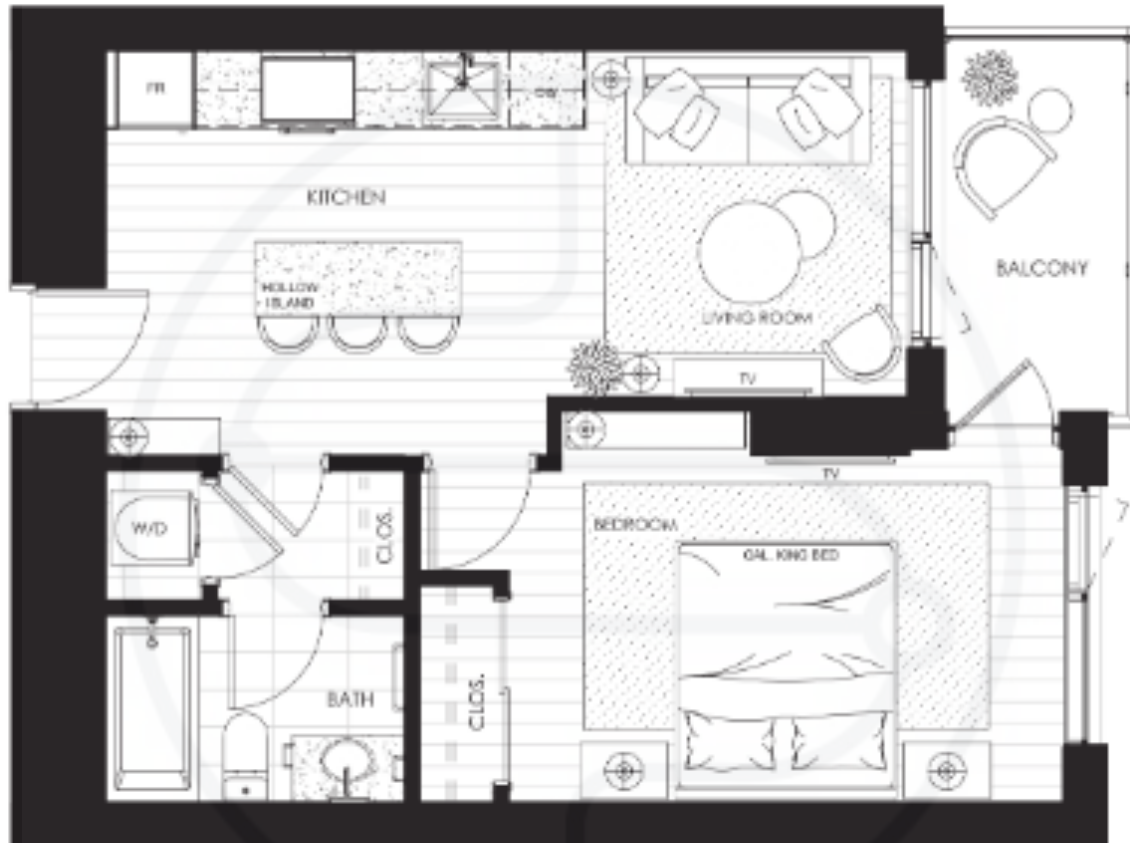 FR
DW
KITCHEN
HOLLOW
ISLAND
LIVING ROOM
BALCONY
TV
TV
W/D
CLOS.
BEDROOM
CAL. KING BED
BATH
CLOS.